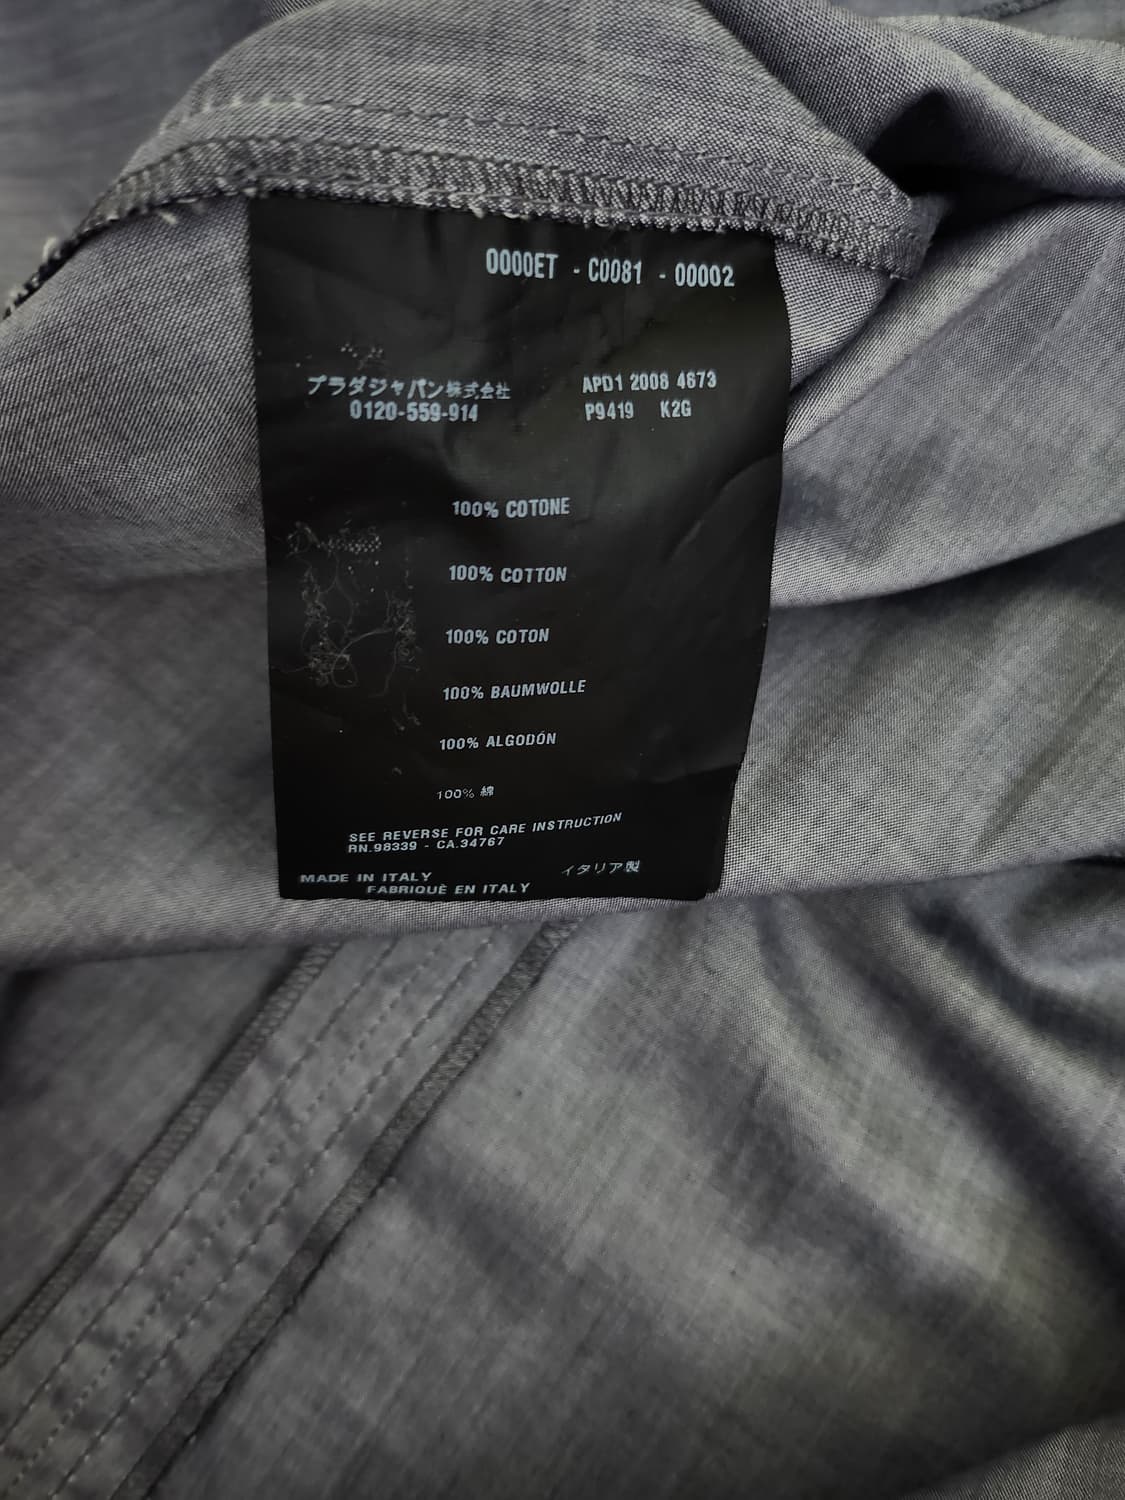 0000ET - C0081 - 00002
プラダジャパン株式会社
0120-559-914
APD1 2008 4673
P9419 K2G
100% COTONE
100% COTTON
100% COTON
100% BAUMWOLLE
100% ALGODÓN
100% 綿
SEE REVERSE FOR CARE INSTRUCTION
RN.98339 - CA.34767
MADE IN ITALY
FABRIQUÈ EN ITALY
イタリア製